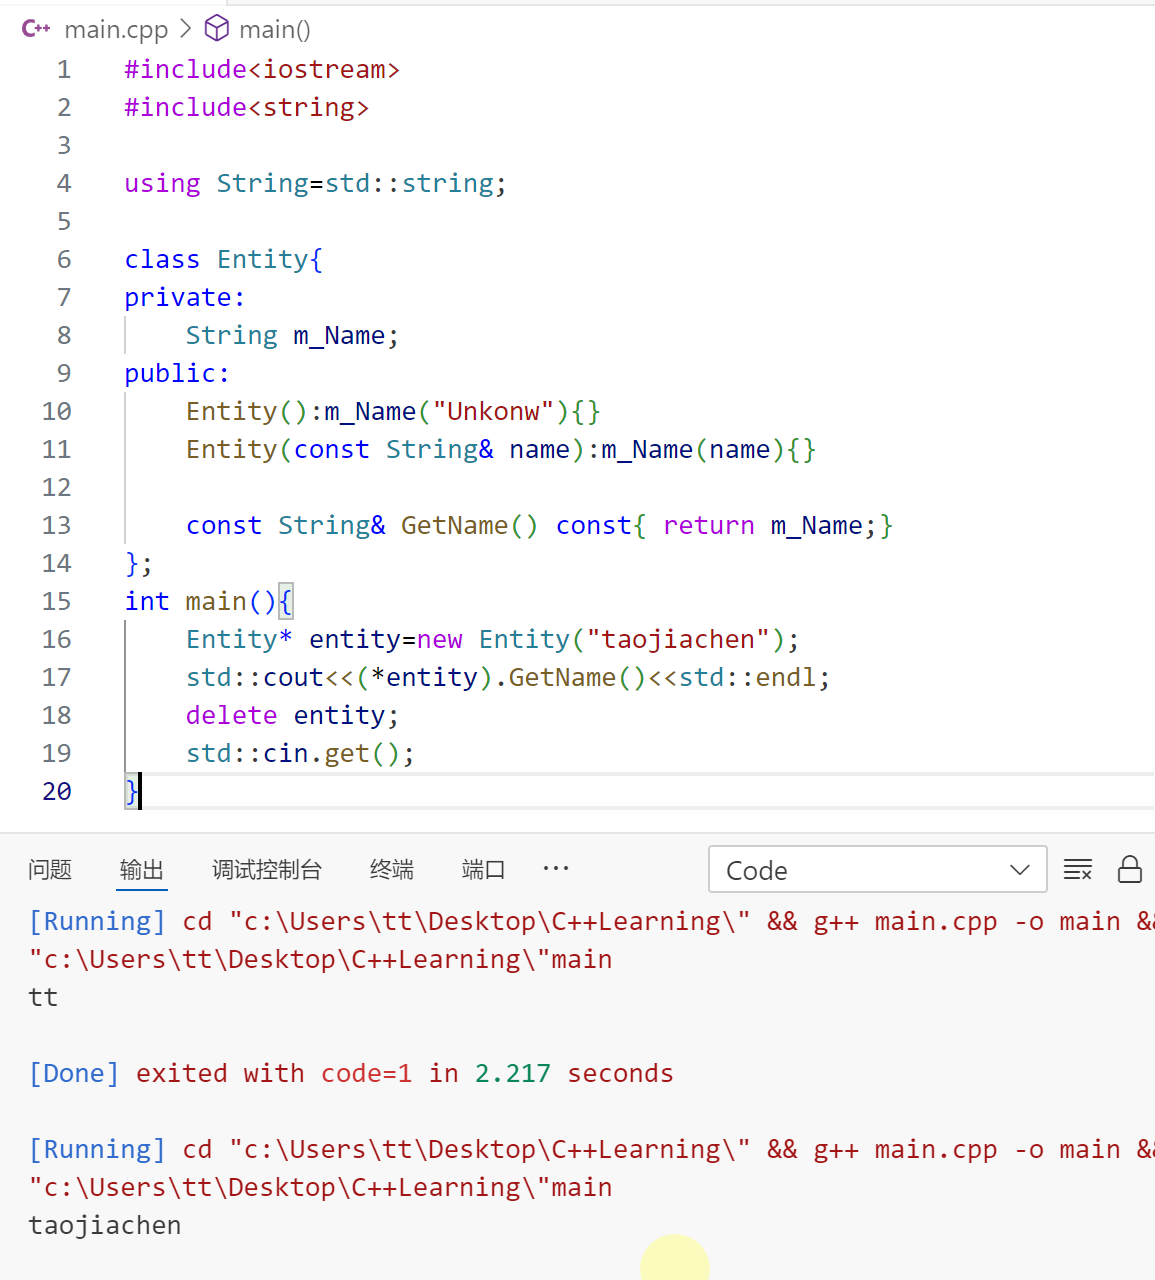 C++ main.cpp > main()
1 #include<iostream>
2 #include<string>
3
4 using String=std::string;
5
6 class Entity{
7 private:
8     String m_Name;
9 public:
10     Entity():m_Name("Unkonw"){}
11     Entity(const String& name):m_Name(name){}
12
13     const String& GetName() const{ return m_Name;}
14 };
15 int main(){
16     Entity* entity=new Entity("taojiachen");
17     std::cout<<(*entity).GetName()<<std::endl;
18     delete entity;
19     std::cin.get();
20 }
问题 输出 调试控制台 终端 端口 ··· Code
[Running] cd "c:\Users\tt\Desktop\C++Learning\" && g++ main.cpp -o main &&
"c:\Users\tt\Desktop\C++Learning\"main
tt
[Done] exited with code=1 in 2.217 seconds
[Running] cd "c:\Users\tt\Desktop\C++Learning\" && g++ main.cpp -o main &&
"c:\Users\tt\Desktop\C++Learning\"main
taojiachen